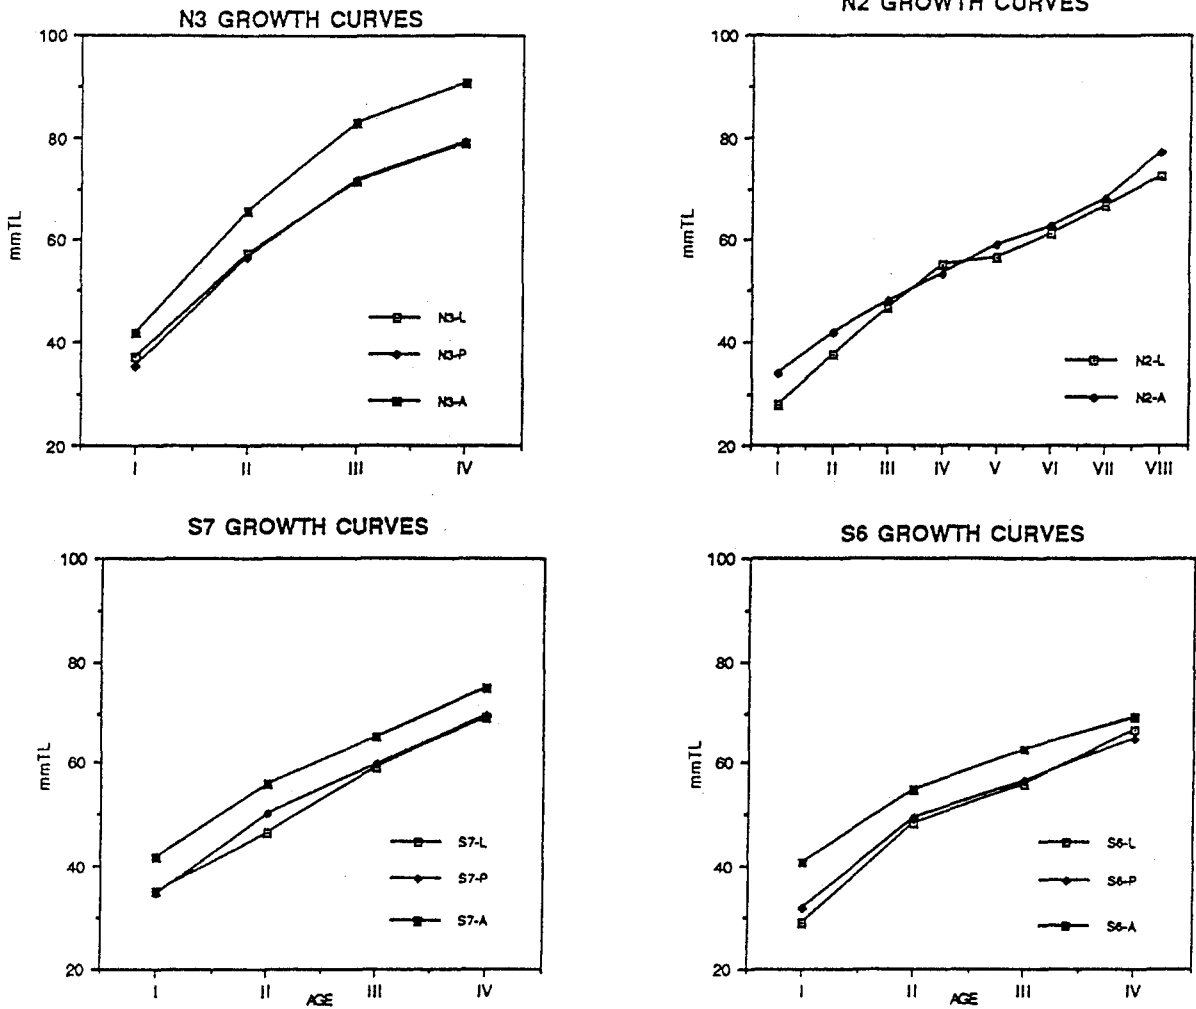 N3 GROWTH CURVES
100
80
60
40
20
mmTL
N3-L
N3-P
N3-A
I II III IV
N2 GROWTH CURVES
100
80
60
40
20
mmTL
N2-L
N2-A
I II III IV V VI VII VIII
S7 GROWTH CURVES
100
80
60
40
20
mmTL
S7-L
S7-P
S7-A
I II III IV
AGE
S6 GROWTH CURVES
100
80
60
40
20
mmTL
S6-L
S6-P
S6-A
I II III IV
AGE